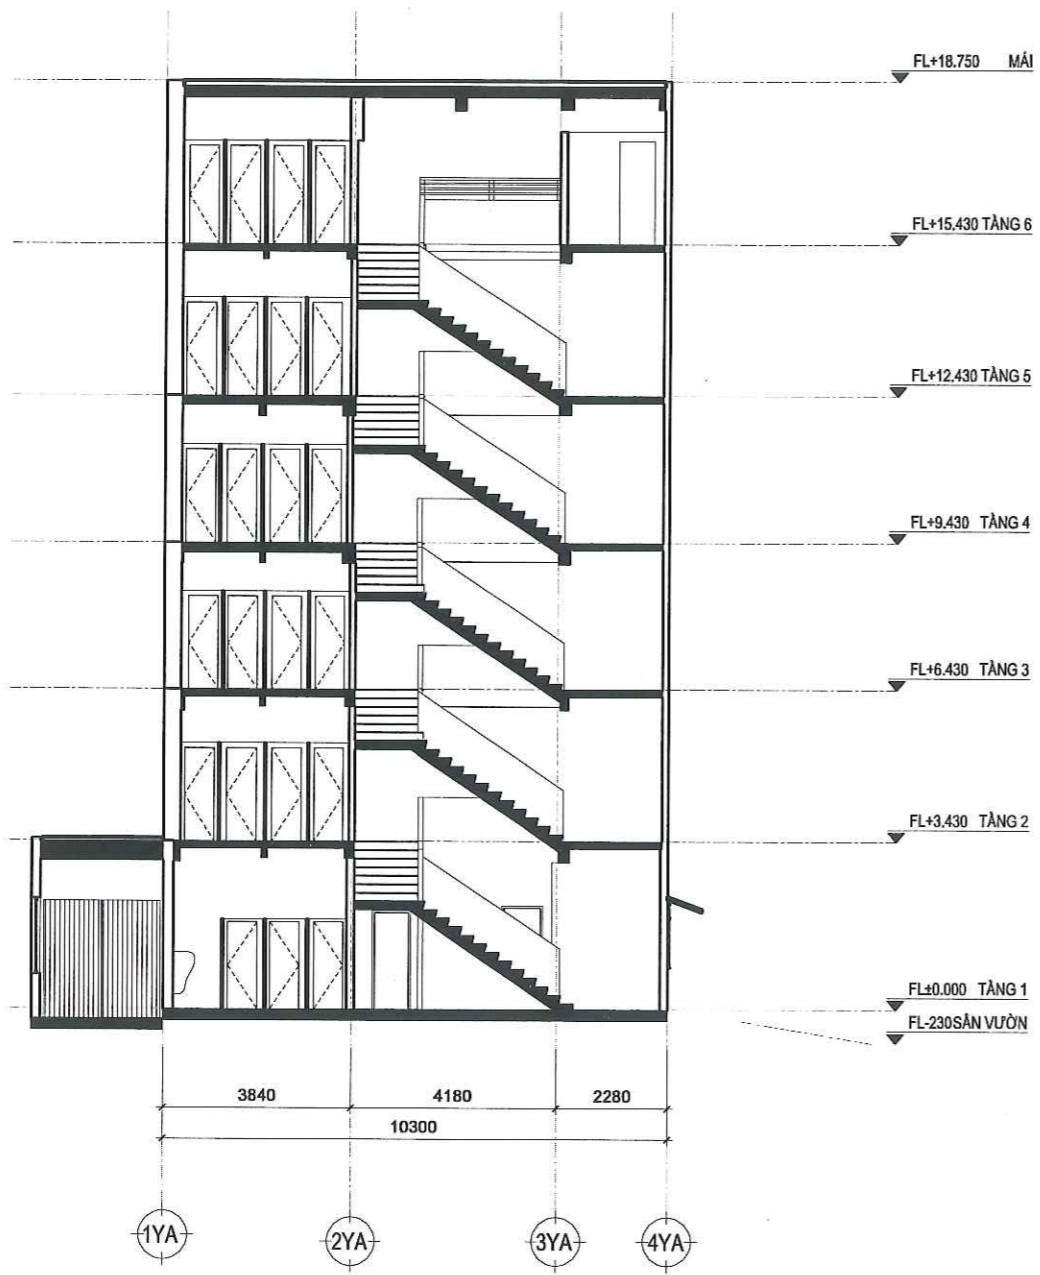 FL+18.750 MÁI
FL+15,430 TẦNG 6
FL+12,430 TẦNG 5
FL+9.430 TẦNG 4
FL+6.430 TẦNG 3
FL+3,430 TẦNG 2
FL±0.000 TẦNG 1
FL-230SÂN VƯỜN
3840 4180 2280
10300
1YA 2YA 3YA 4YA